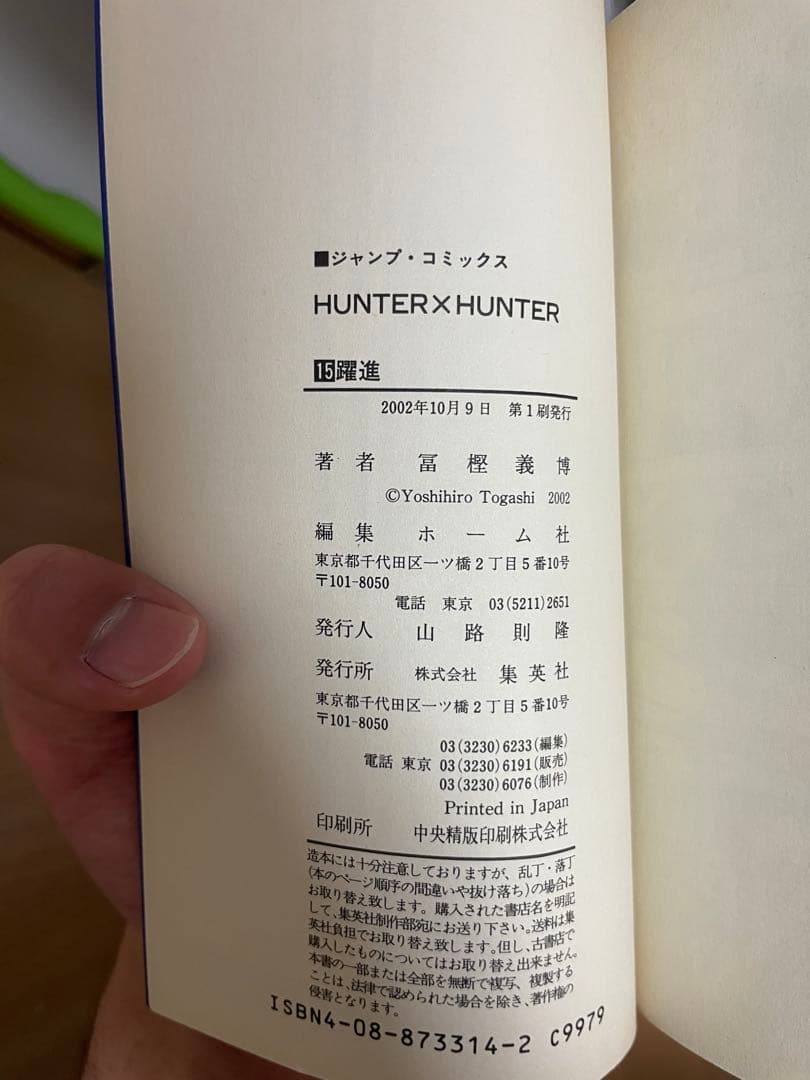 ■ジャンプ・コミックス
HUNTER×HUNTER
15躍進
2002年10月9日 第1刷発行
著者 冨樫義博
©Yoshihiro Togashi 2002
編集 ホーム社
東京都千代田区一ツ橋2丁目5番10号
〒101-8050
電話 東京 03(5211)2651
発行人 山路則隆
発行所 株式会社 集英社
東京都千代田区一ツ橋2丁目5番10号
〒101-8050
03(3230)6233(編集)
電話 東京 03(3230)6191(販売)
03(3230)6076(制作)
Printed in Japan
印刷所 中央精版印刷株式会社
造本には十分注意しておりますが、乱丁・落丁
(本のページ順序の間違いや抜け落ち)の場合は
お取り替え致します。購入された書店名を明記
して、集英社制作部宛にお送り下さい。送料は集
英社負担でお取り替え致します。但し、古書店で
購入したものについてはお取り替え出来ません。
本書の一部または全部を無断で複写、複製する
ことは、法律で認められた場合を除き、著作権の
侵害となります。
ISBN4-08-873314-2 C9979